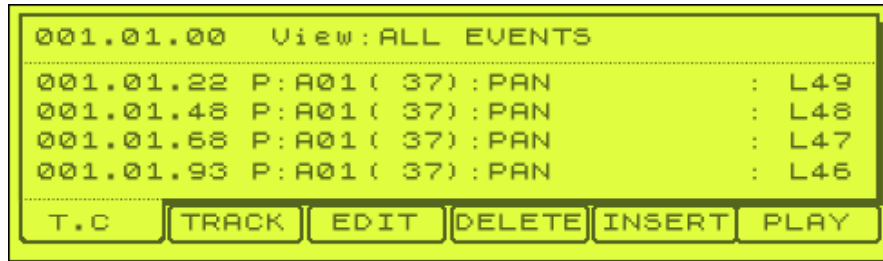 001.01.00 View:ALL EVENTS
001.01.22 P:A01( 37):PAN : L49
001.01.48 P:A01( 37):PAN : L48
001.01.68 P:A01( 37):PAN : L47
001.01.93 P:A01( 37):PAN : L46
T.C TRACK EDIT DELETE INSERT PLAY